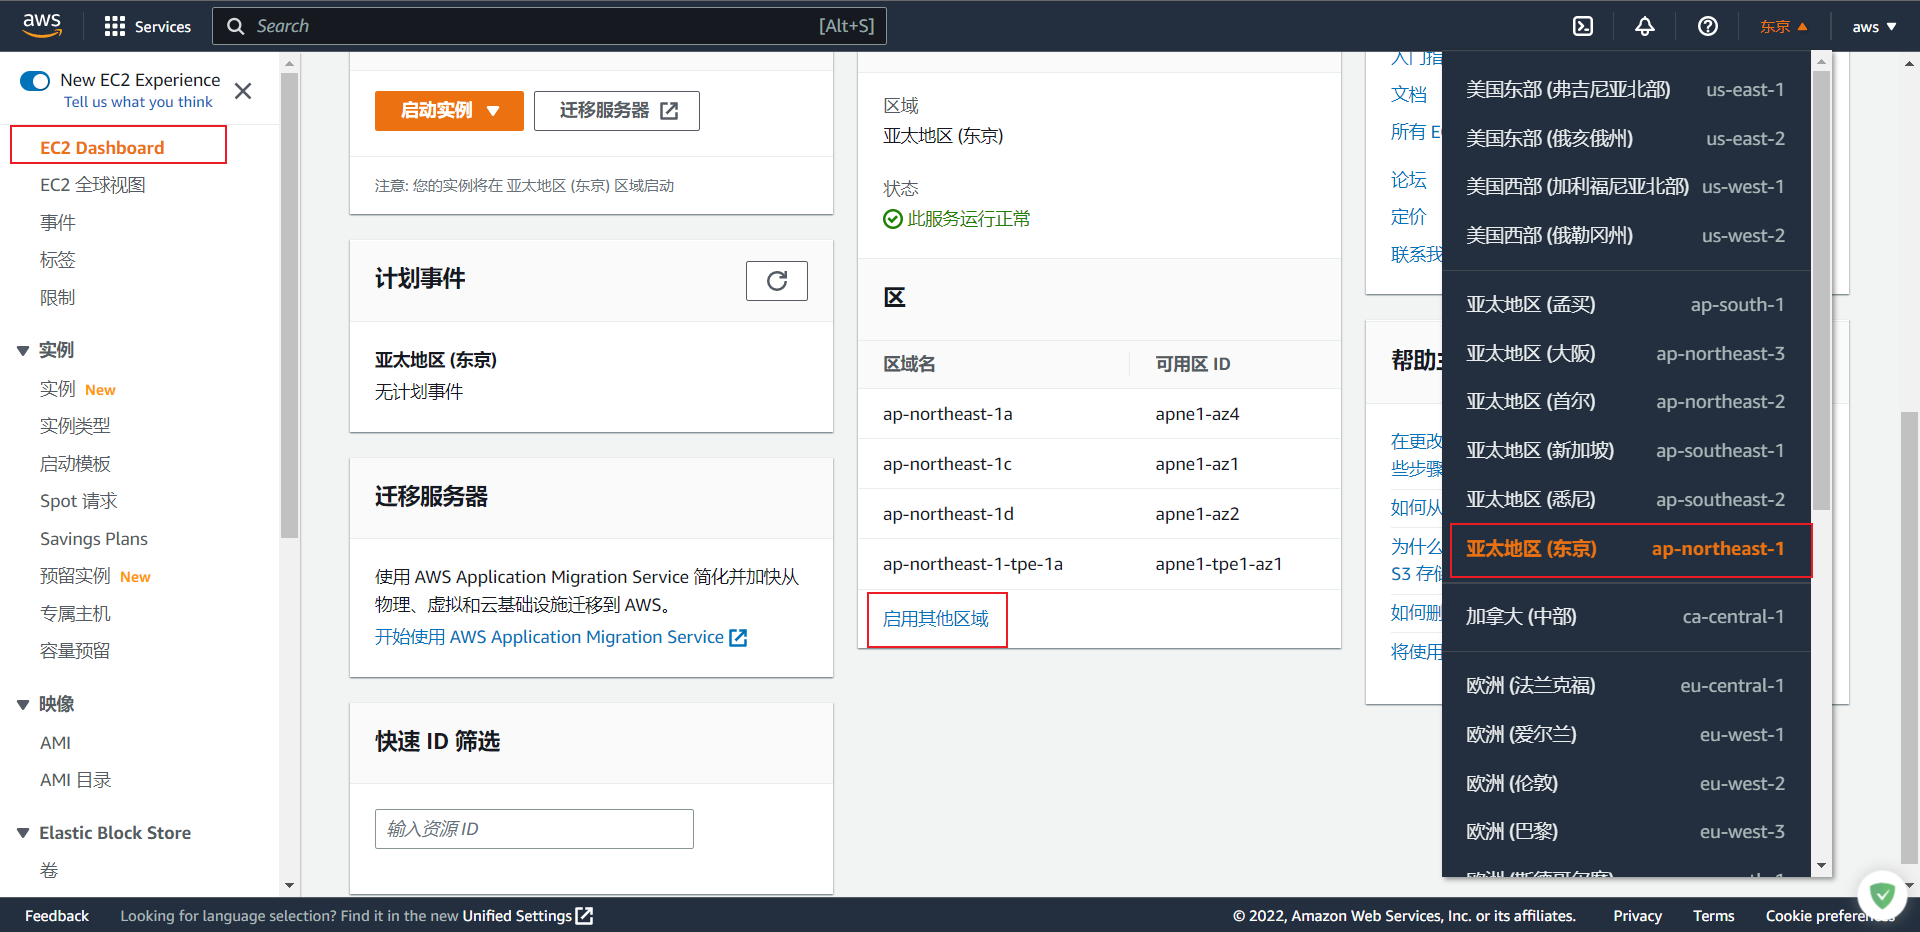 aws
Services
Search
[Alt+S]
东京
aws
New EC2 Experience
Tell us what you think
EC2 Dashboard
EC2 全球视图
事件
标签
限制
实例
实例 New
实例类型
启动模板
Spot 请求
Savings Plans
预留实例 New
专属主机
容量预留
映像
AMI
AMI 目录
Elastic Block Store
卷
启动实例
迁移服务器
注意: 您的实例将在 亚太地区 (东京) 区域启动
计划事件
亚太地区 (东京)
无计划事件
迁移服务器
使用 AWS Application Migration Service 简化并加快从
物理、虚拟和云基础设施迁移到 AWS。
开始使用 AWS Application Migration Service
快速 ID 筛选
输入资源 ID
区域
亚太地区 (东京)
状态
此服务运行正常
区
区域名 可用区 ID
ap-northeast-1a apne1-az4
ap-northeast-1c apne1-az1
ap-northeast-1d apne1-az2
ap-northeast-1-tpe-1a apne1-tpe1-az1
启用其他区域
入门指
文档
所有 E
论坛
定价
联系我
帮助
在更改
些步骤
如何从
为什么
S3 存
如何删
将使用
美国东部 (弗吉尼亚北部) us-east-1
美国东部 (俄亥俄州) us-east-2
美国西部 (加利福尼亚北部) us-west-1
美国西部 (俄勒冈州) us-west-2
亚太地区 (孟买) ap-south-1
亚太地区 (大阪) ap-northeast-3
亚太地区 (首尔) ap-northeast-2
亚太地区 (新加坡) ap-southeast-1
亚太地区 (悉尼) ap-southeast-2
亚太地区 (东京) ap-northeast-1
加拿大 (中部) ca-central-1
欧洲 (法兰克福) eu-central-1
欧洲 (爱尔兰) eu-west-1
欧洲 (伦敦) eu-west-2
欧洲 (巴黎) eu-west-3
Feedback
Looking for language selection? Find it in the new Unified Settings
© 2022, Amazon Web Services, Inc. or its affiliates.
Privacy
Terms
Cookie preferences